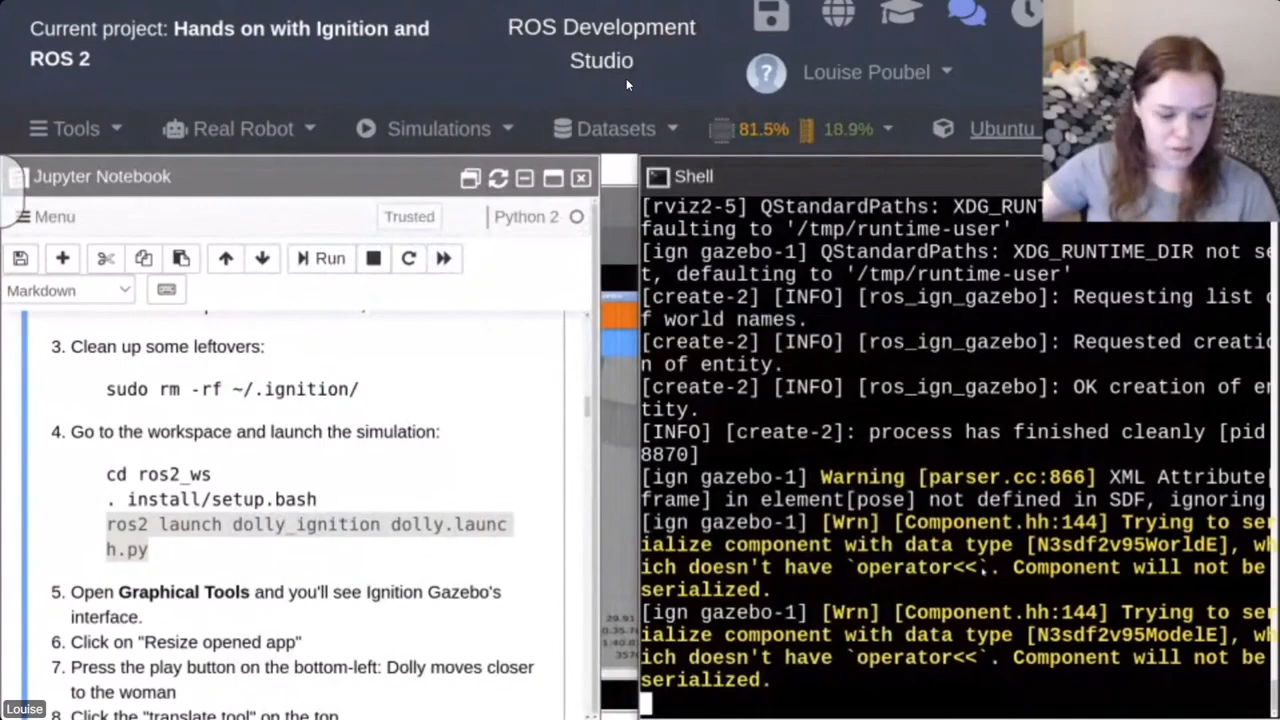 Current project: Hands on with Ignition and
ROS 2
ROS Development
Studio
?
Louise Poubel
Tools
Real Robot
Simulations
Datasets
81.5%
18.9%
Ubuntu
Jupyter Notebook
Menu
Trusted
Python 2
Run
Markdown
3. Clean up some leftovers:
sudo rm -rf ~/.ignition/
4. Go to the workspace and launch the simulation:
cd ros2_ws
. install/setup.bash
ros2 launch dolly_ignition dolly.launc
h.py
5. Open Graphical Tools and you'll see Ignition Gazebo's
interface.
6. Click on "Resize opened app"
7. Press the play button on the bottom-left: Dolly moves closer
to the woman
8. Click the "translate tool" on the top
Louise
Shell
[rviz2-5] QStandardPaths: XDG_RUNT
faulting to '/tmp/runtime-user'
[ign gazebo-1] QStandardPaths: XDG_RUNTIME_DIR not se
t, defaulting to '/tmp/runtime-user'
[create-2] [INFO] [ros_ign_gazebo]: Requesting list o
f world names.
[create-2] [INFO] [ros_ign_gazebo]: Requested creatio
n of entity.
[create-2] [INFO] [ros_ign_gazebo]: OK creation of en
tity.
[INFO] [create-2]: process has finished cleanly [pid
8870]
[ign gazebo-1] Warning [parser.cc:866] XML Attribute[
frame] in element[pose] not defined in SDF, ignoring
[ign gazebo-1] [Wrn] [Component.hh:144] Trying to ser
ialize component with data type [N3sdf2v95WorldE], wh
ich doesn't have `operator<<`. Component will not be
serialized.
[ign gazebo-1] [Wrn] [Component.hh:144] Trying to ser
ialize component with data type [N3sdf2v95ModelE], wh
ich doesn't have `operator<<`. Component will not be
serialized.